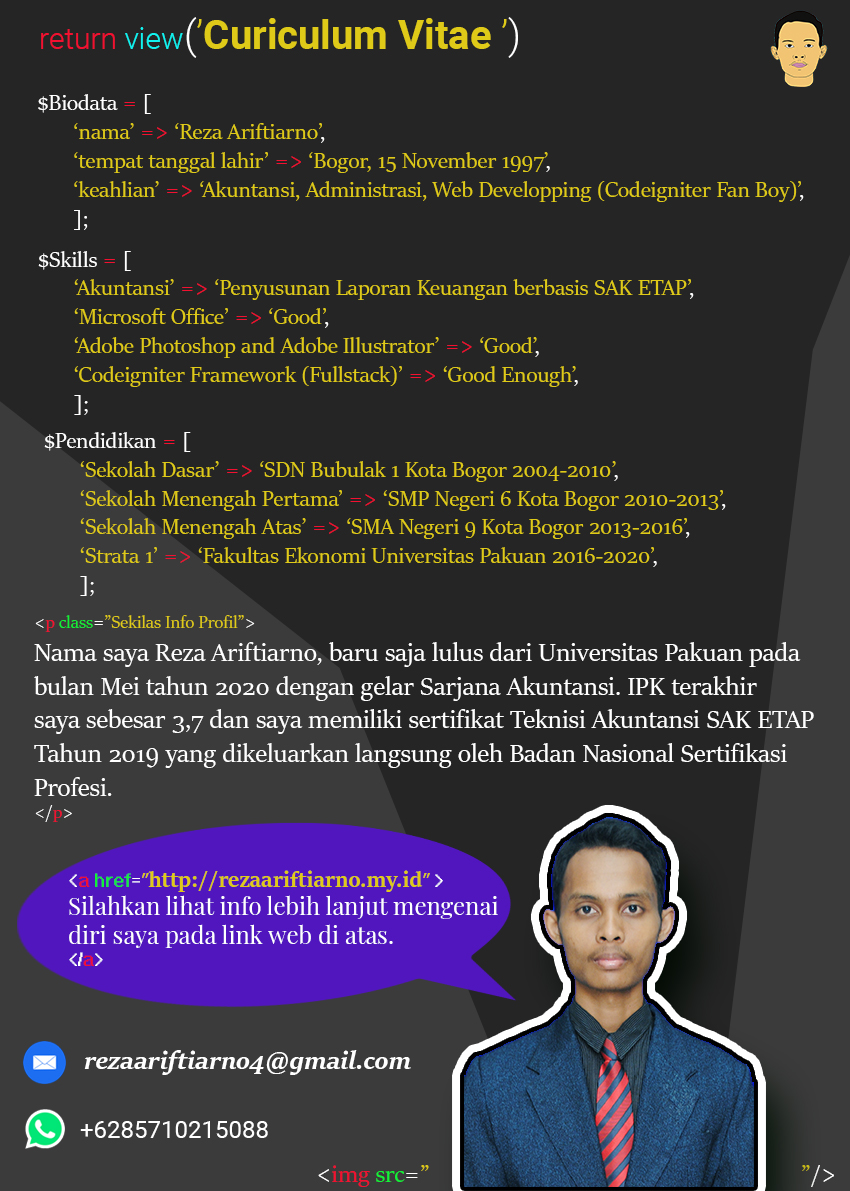 return view(’Curiculum Vitae ’)
$Biodata = [
‘nama’ => ‘Reza Ariftiarno’,
‘tempat tanggal lahir’ => ‘Bogor, 15 November 1997’,
‘keahlian’ => ‘Akuntansi, Administrasi, Web Developping (Codeigniter Fan Boy)’,
];
$Skills = [
‘Akuntansi’ => ‘Penyusunan Laporan Keuangan berbasis SAK ETAP’,
‘Microsoft Office’ => ‘Good’,
‘Adobe Photoshop and Adobe Illustrator’ => ‘Good’,
‘Codeigniter Framework (Fullstack)’ => ‘Good Enough’,
];
$Pendidikan = [
‘Sekolah Dasar’ => ‘SDN Bubulak 1 Kota Bogor 2004-2010’,
‘Sekolah Menengah Pertama’ => ‘SMP Negeri 6 Kota Bogor 2010-2013’,
‘Sekolah Menengah Atas’ => ‘SMA Negeri 9 Kota Bogor 2013-2016’,
‘Strata 1’ => ‘Fakultas Ekonomi Universitas Pakuan 2016-2020’,
];
<p class=”Sekilas Info Profil”>
Nama saya Reza Ariftiarno, baru saja lulus dari Universitas Pakuan pada
bulan Mei tahun 2020 dengan gelar Sarjana Akuntansi. IPK terakhir
saya sebesar 3,7 dan saya memiliki sertifikat Teknisi Akuntansi SAK ETAP
Tahun 2019 yang dikeluarkan langsung oleh Badan Nasional Sertifikasi
Profesi.
</p>
<a href=”http://rezaariftiarno.my.id” >
Silahkan lihat info lebih lanjut mengenai
diri saya pada link web di atas.
</a>
rezaariftiarno4@gmail.com
+6285710215088
<img src=” ”/>